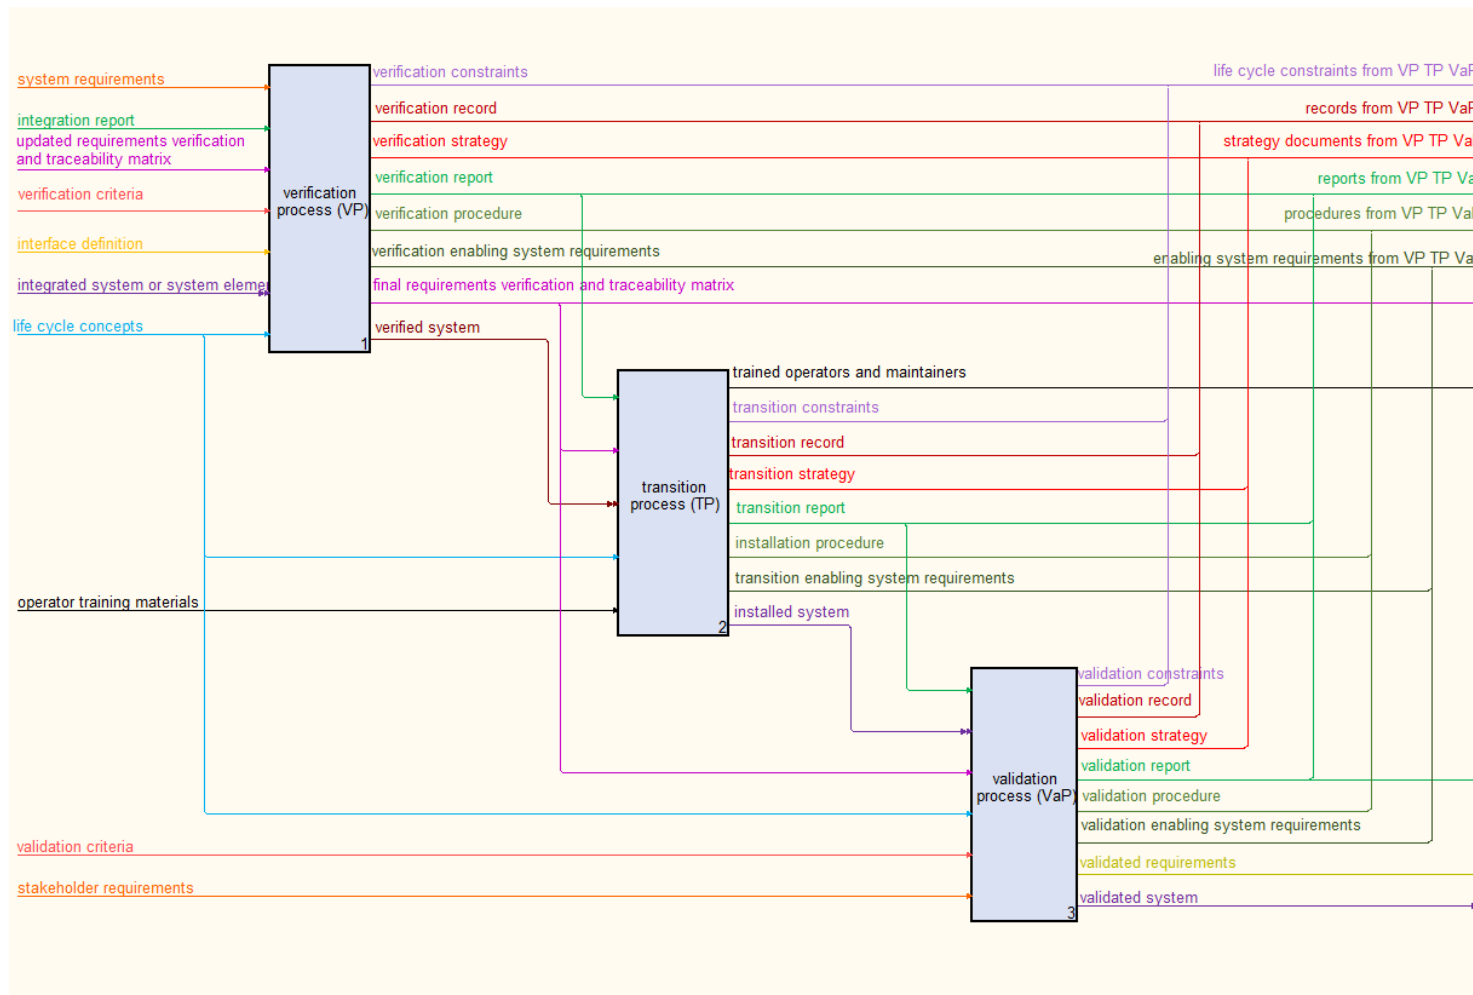 system requirements
integration report
updated requirements verification
and traceability matrix
verification criteria
interface definition
integrated system or system eleme
life cycle concepts
verification
process (VP)
1
verification constraints
verification record
verification strategy
verification report
verification procedure
verification enabling system requirements
final requirements verification and traceability matrix
verified system
life cycle constraints from VP TP VaP
records from VP TP VaP
strategy documents from VP TP Va
reports from VP TP Va
procedures from VP TP Va
enabling system requirements from VP TP Va
operator training materials
transition
process (TP)
2
trained operators and maintainers
transition constraints
transition record
transition strategy
transition report
installation procedure
transition enabling system requirements
installed system
validation criteria
stakeholder requirements
validation
process (VaP)
3
validation constraints
validation record
validation strategy
validation report
validation procedure
validation enabling system requirements
validated requirements
validated system